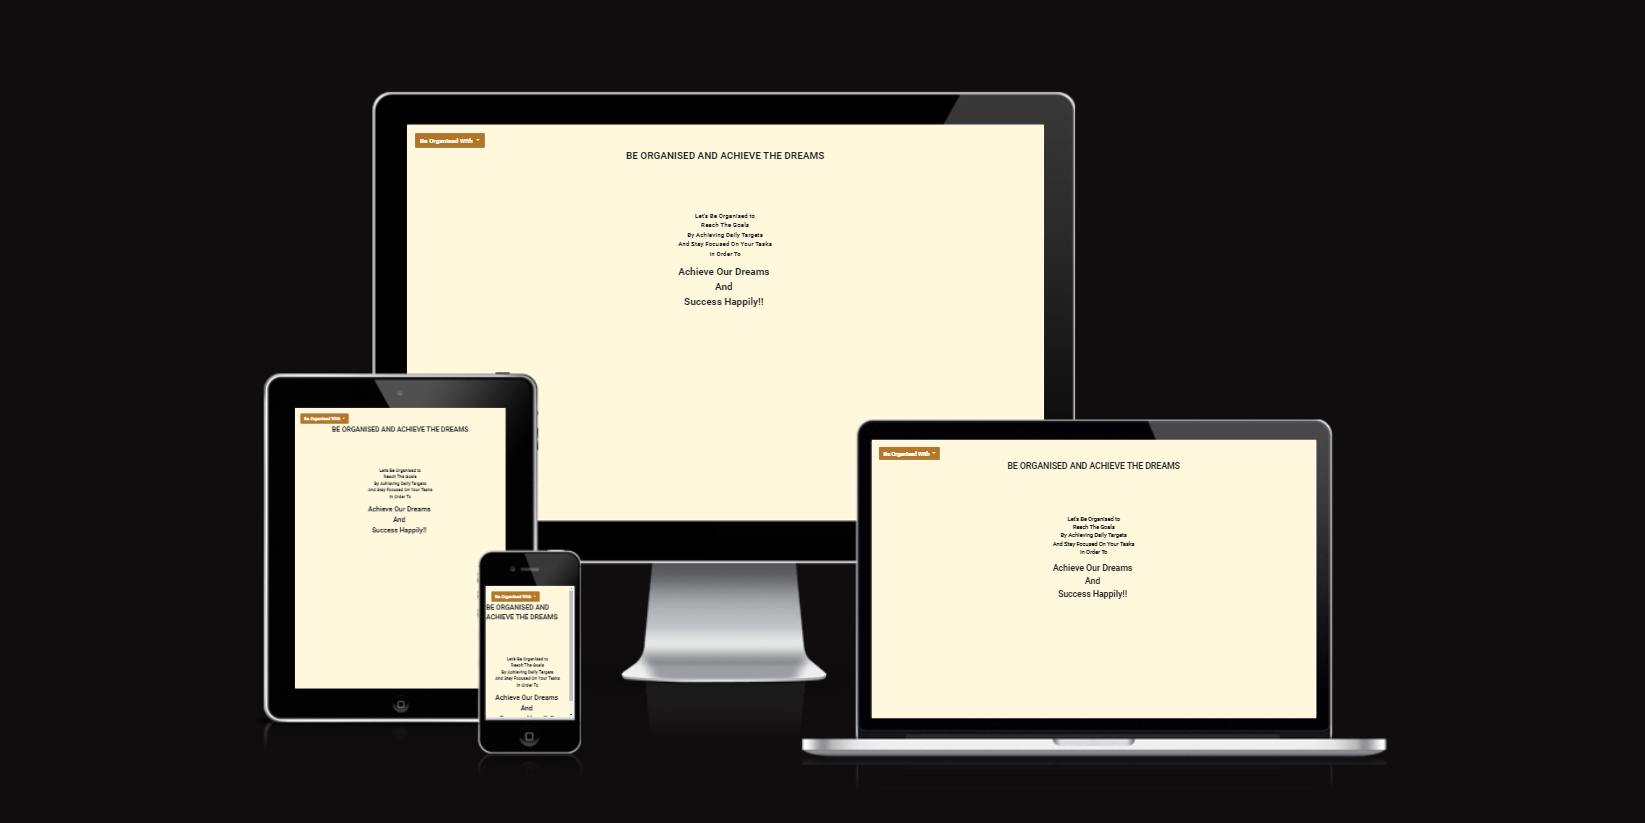 Be Organised With
BE ORGANISED AND ACHIEVE THE DREAMS
Let's Be Organised to
Reach The Goals
By Achieving Daily Targets
And Stay Focused On Your Tasks
In Order To
Achieve Our Dreams
And
Success Happily!!
Be Organised With
BE ORGANISED AND ACHIEVE THE DREAMS
Let's Be Organised to
Reach The Goals
By Achieving Daily Targets
And Stay Focused On Your Tasks
In Order To
Achieve Our Dreams
And
Success Happily!!
Be Organised With
BE ORGANISED AND
ACHIEVE THE DREAMS
Let's Be Organised to
Reach The Goals
By Achieving Daily Targets
And Stay Focused On Your Tasks
In Order To
Achieve Our Dreams
And
Be Organised With
BE ORGANISED AND ACHIEVE THE DREAMS
Let's Be Organised to
Reach The Goals
By Achieving Daily Targets
And Stay Focused On Your Tasks
In Order To
Achieve Our Dreams
And
Success Happily!!